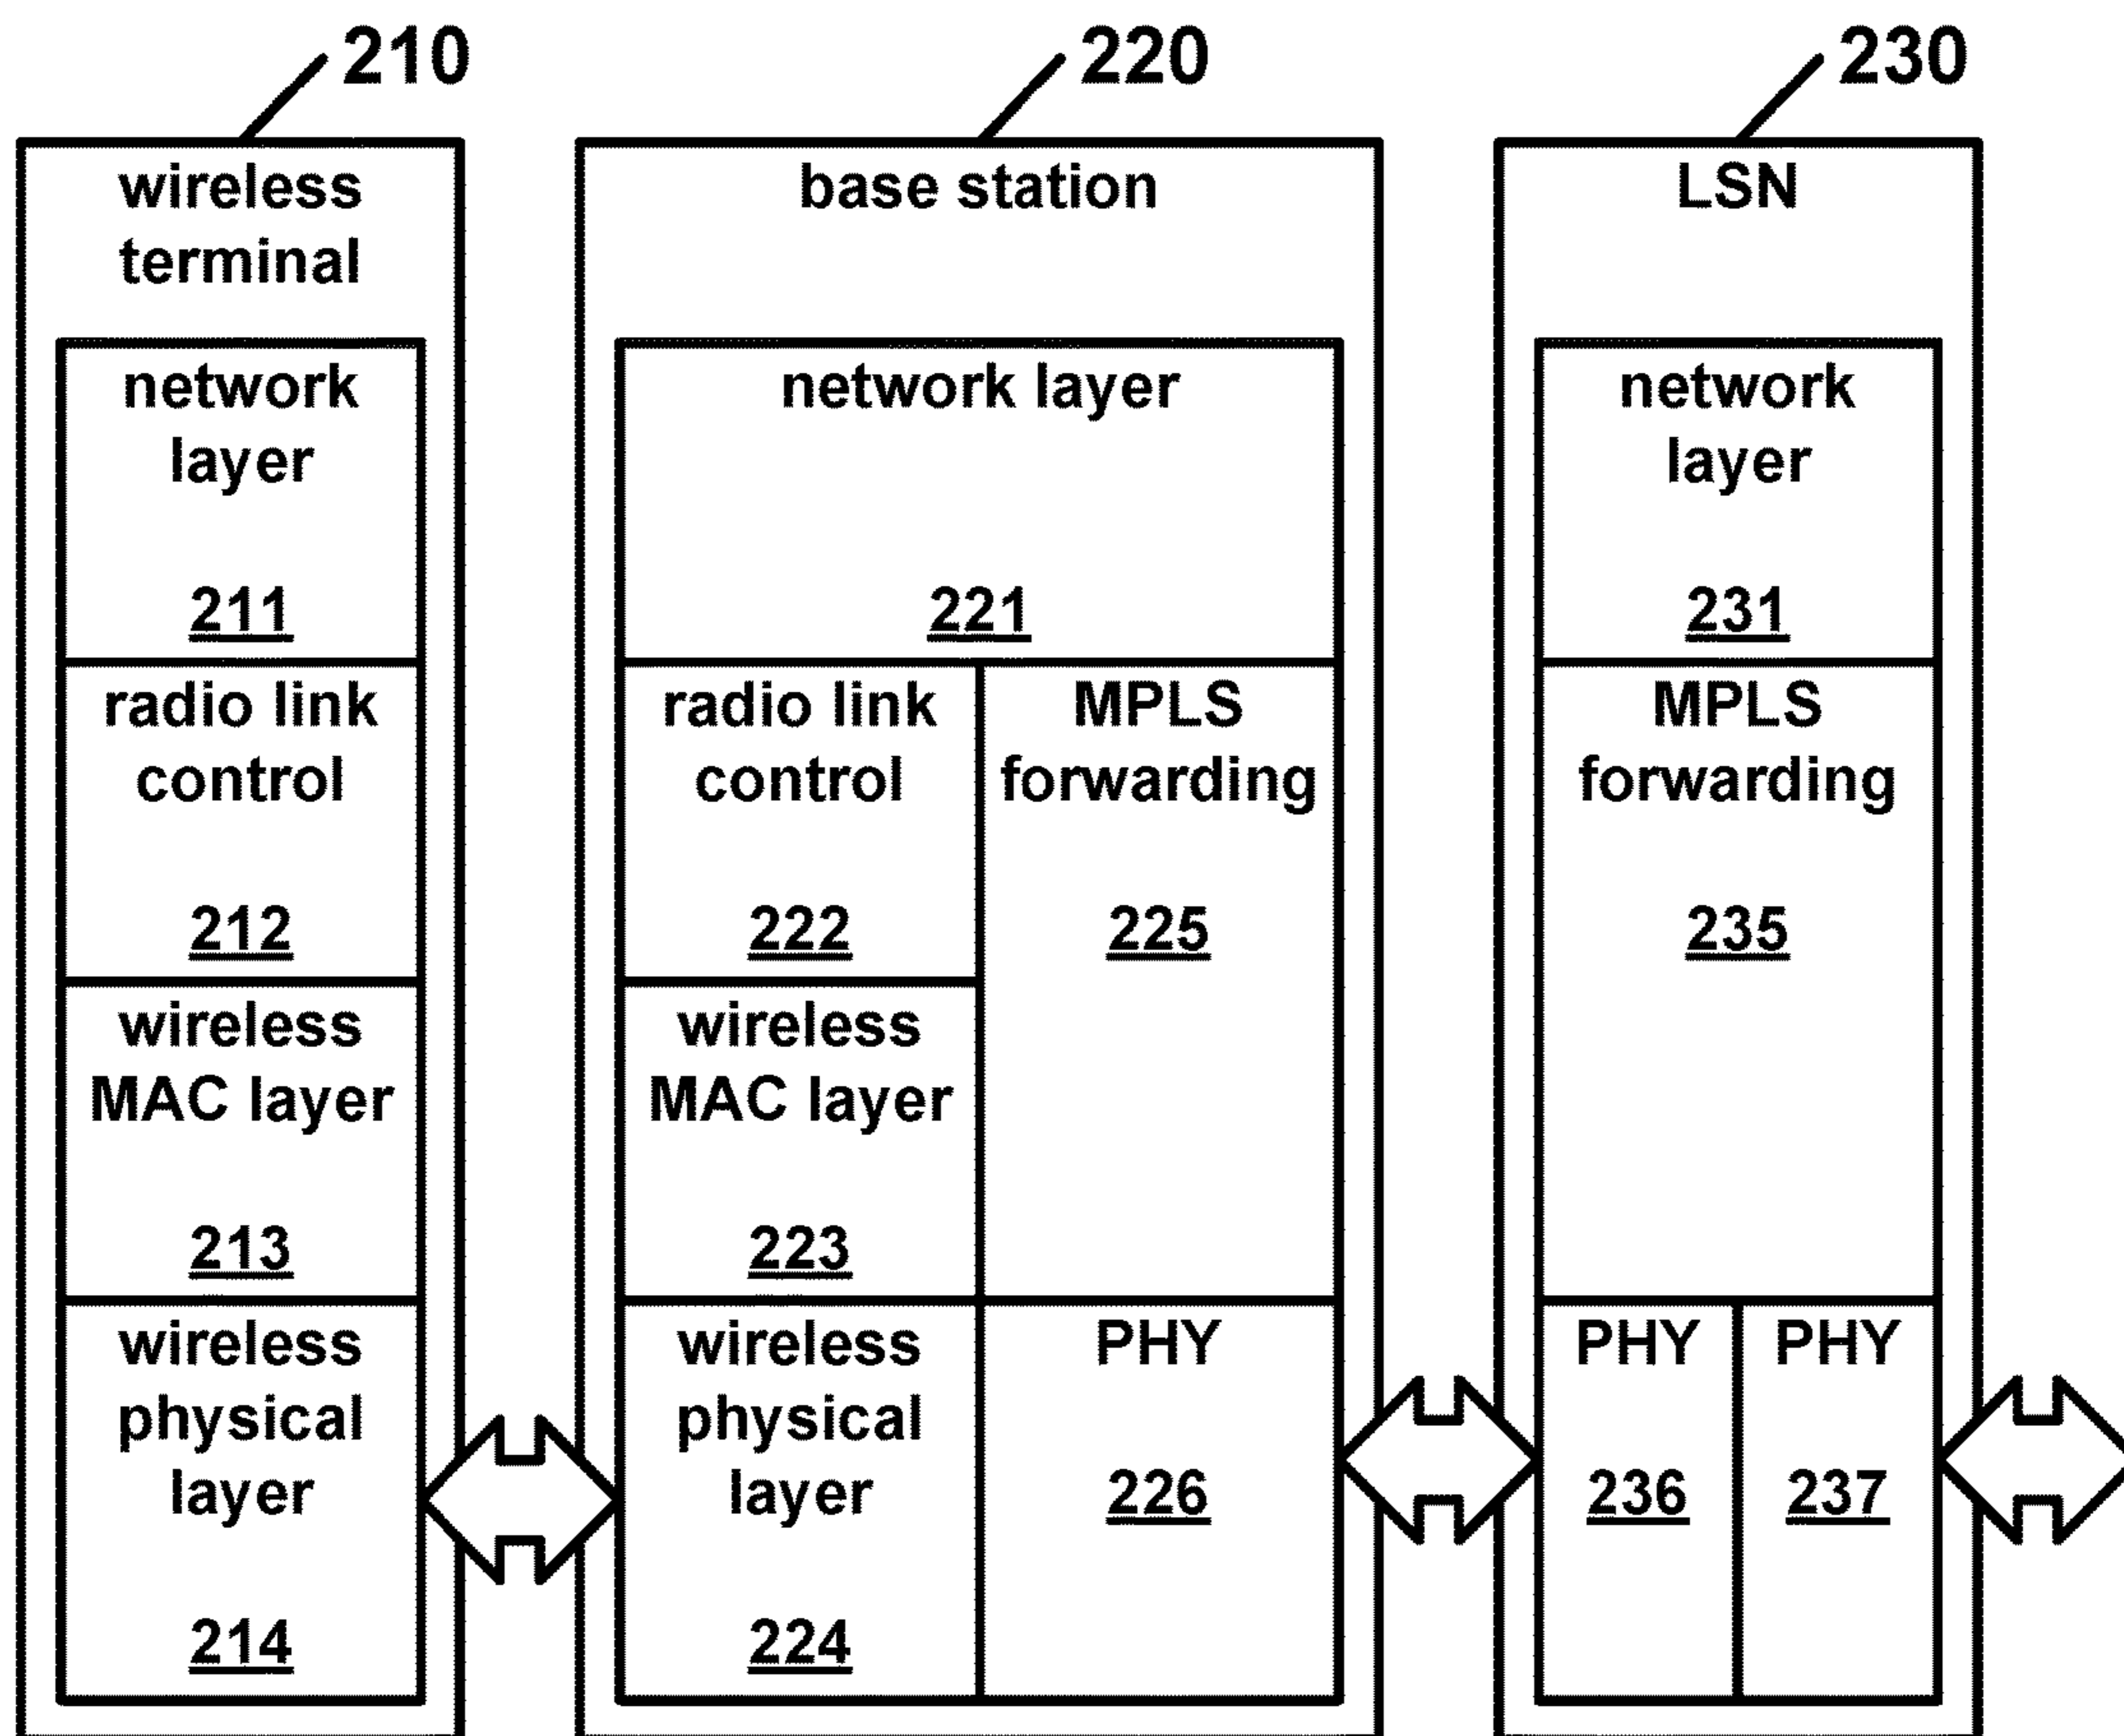 210
220
230
wireless
terminal
network
layer
211
radio link
control
212
wireless
MAC layer
213
wireless
physical
layer
214
base station
network layer
221
radio link
control
222
wireless
MAC layer
223
wireless
physical
layer
224
MPLS
forwarding
225
PHY
226
LSN
network
layer
231
MPLS
forwarding
235
PHY
236
PHY
237